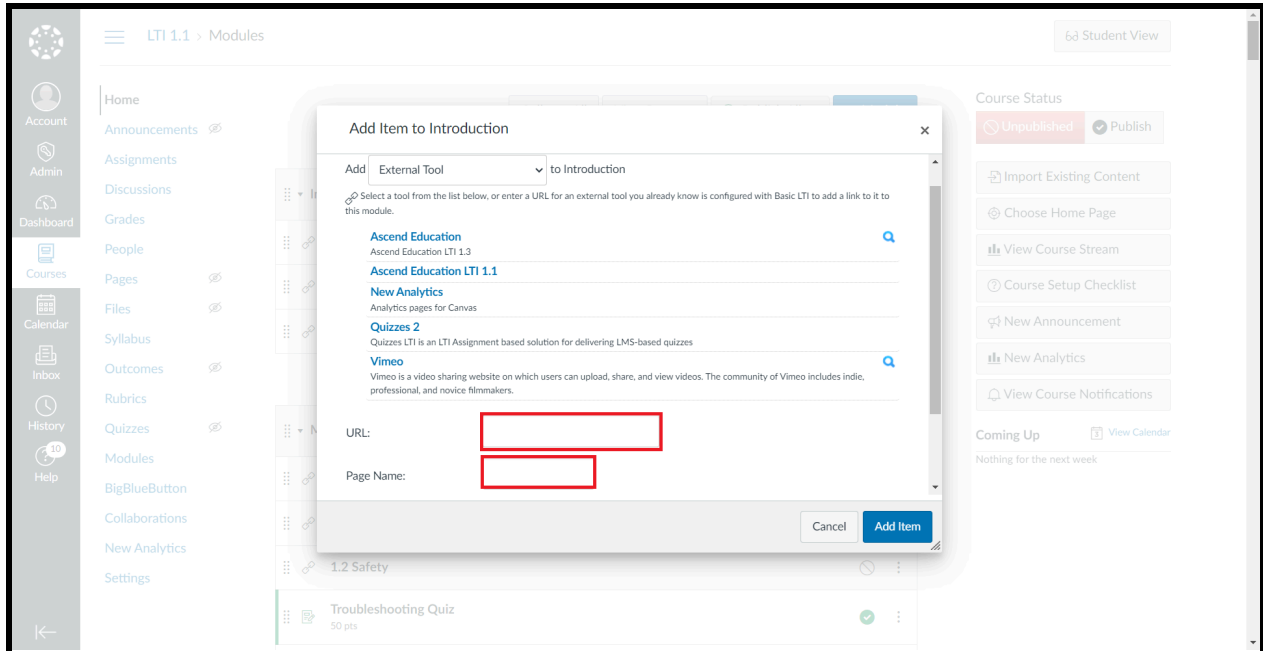 LTI 1.1 > Modules
Student View
Account
Admin
Dashboard
Courses
Calendar
Inbox
History
10
Help
Home
Announcements
Assignments
Discussions
Grades
People
Pages
Files
Syllabus
Outcomes
Rubrics
Quizzes
Modules
BigBlueButton
Collaborations
New Analytics
Settings
Add Item to Introduction
×
Add External Tool to Introduction
Select a tool from the list below, or enter a URL for an external tool you already know is configured with Basic LTI to add a link to it to
this module.
Ascend Education
Ascend Education LTI 1.3
Ascend Education LTI 1.1
New Analytics
Analytics pages for Canvas
Quizzes 2
Quizzes LTI is an LTI Assignment based solution for delivering LMS-based quizzes
Vimeo
Vimeo is a video sharing website on which users can upload, share, and view videos. The community of Vimeo includes indie,
professional, and novice filmmakers.
URL:
Page Name:
Cancel
Add Item
1.2 Safety
Troubleshooting Quiz
50 pts
Course Status
Unpublished
Publish
Import Existing Content
Choose Home Page
View Course Stream
Course Setup Checklist
New Announcement
New Analytics
View Course Notifications
Coming Up
View Calendar
Nothing for the next week